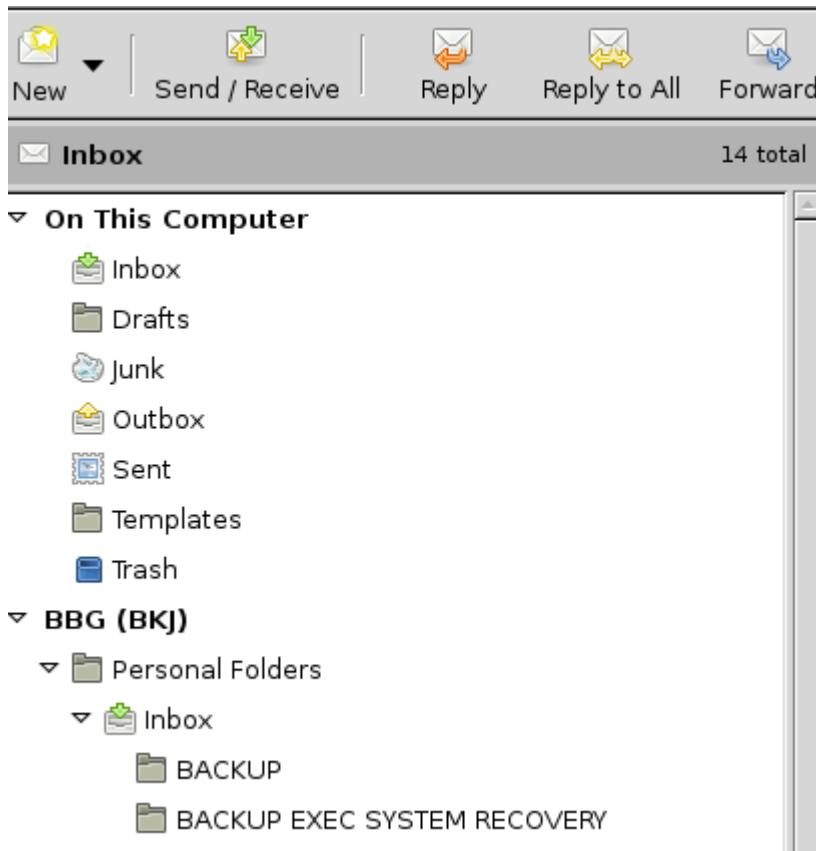 New Send / Receive Reply Reply to All Forward
Inbox 14 total
On This Computer
Inbox
Drafts
Junk
Outbox
Sent
Templates
Trash
BBG (BKJ)
Personal Folders
Inbox
BACKUP
BACKUP EXEC SYSTEM RECOVERY